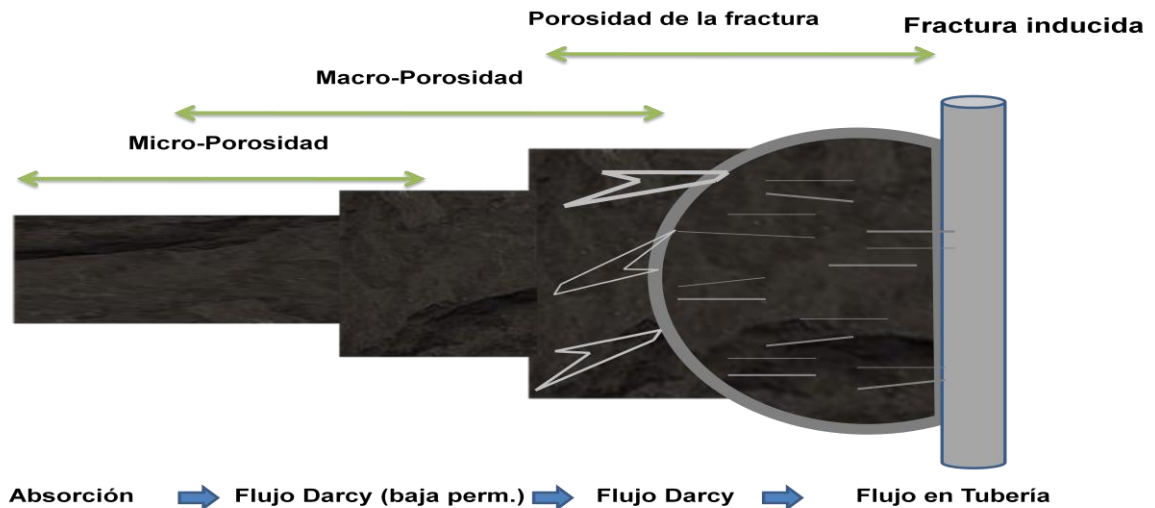 Porosidad de la fractura
Fractura inducida
Macro-Porosidad
Micro-Porosidad
Absorción
Flujo Darcy (baja perm.)
Flujo Darcy
Flujo en Tubería